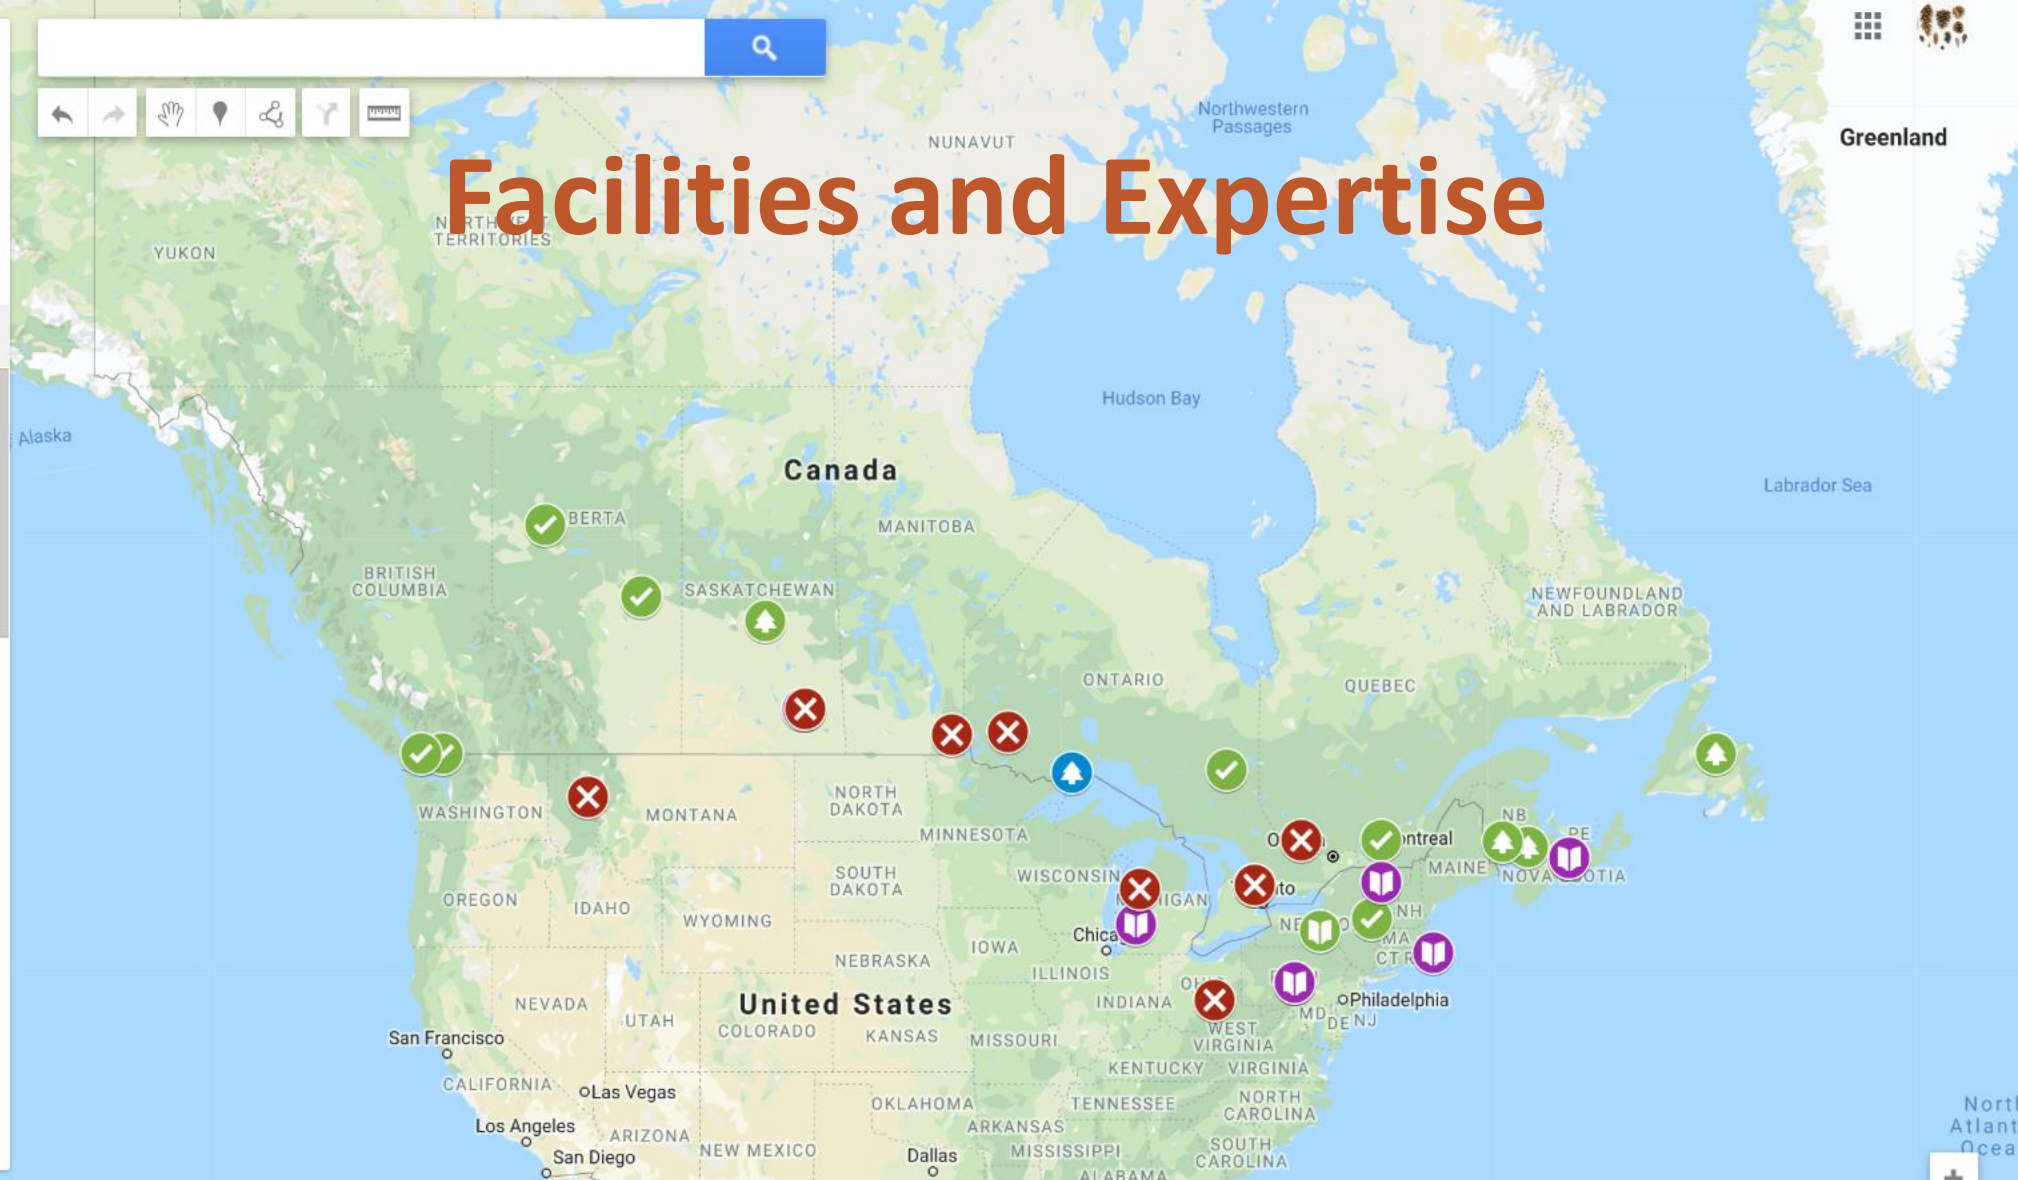 Northwestern
Passages
NUNAVUT
Greenland
Facilities and Expertise
TERRITORIES
YUKON
Hudson Bay
Alaska
Canada
Labrador Sea
BERTA
MANITOBA
BRITISH
COLUMBIA
SASKATCHEWAN
NEWFOUNDLAND
AND LABRADOR
ONTARIO
QUEBEC
NORTH
DAKOTA
WASHINGTON
MONTANA
MINNESOTA
NB
PE
ntreal
MAINE
NOVA
OTIA
SOUTH
DAKOTA
WISCONSIN
IGAN
to
OREGON
IDAHO
WYOMING
NH
NE
Chica
MA
CT R
IOWA
NEBRASKA
ILLINOIS
OH
NEVADA
United States
INDIANA
Philadelphia
UTAH
COLORADO
KANSAS
MISSOURI
WEST
VIRGINIA
MD
DE
NJ
San Francisco
KENTUCKY
VIRGINIA
CALIFORNIA
Las Vegas
OKLAHOMA
TENNESSEE
NORTH
CAROLINA
Los Angeles
ARIZONA
ARKANSAS
NEW MEXICO
San Diego
Dallas
MISSISSIPPI
SOUTH
CAROLINA
ALABAMA
Nort
Atlant
Ocea